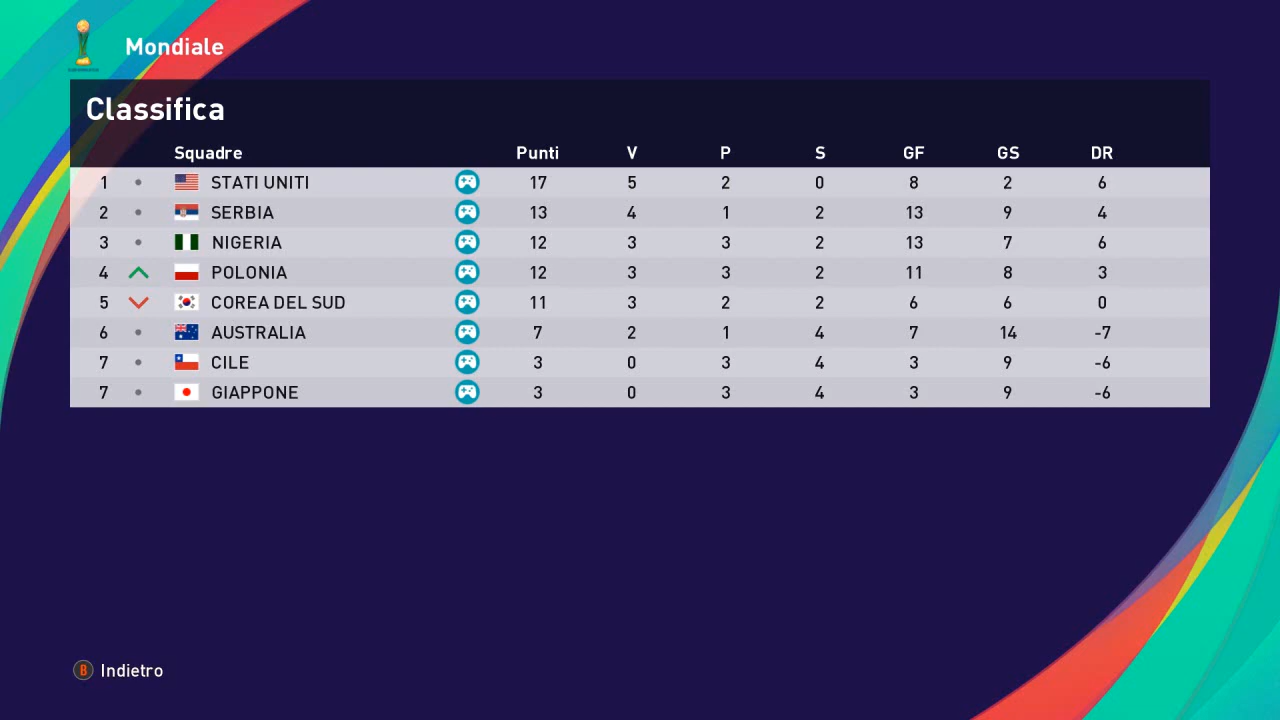 Mondiale
Classifica
Squadre Punti V P S GF GS DR
1 STATI UNITI 17 5 2 0 8 2 6
2 SERBIA 13 4 1 2 13 9 4
3 NIGERIA 12 3 3 2 13 7 6
4 POLONIA 12 3 3 2 11 8 3
5 COREA DEL SUD 11 3 2 2 6 6 0
6 AUSTRALIA 7 2 1 4 7 14 -7
7 CILE 3 0 3 4 3 9 -6
7 GIAPPONE 3 0 3 4 3 9 -6
B Indietro